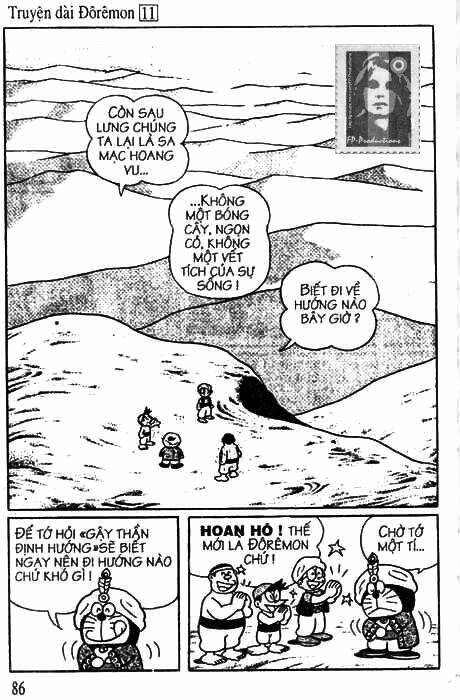 Truyện dài Đôrêmon 11
CÒN SAU
LƯNG CHÚNG
TA LẠI LÀ SA
MẠC HOANG
VU...
FP-Productions
...KHÔNG
MỘT BÓNG
CÂY, NGỌN
CỎ, KHÔNG
MỘT VẾT
TÍCH CỦA SỰ
SỐNG !
BIẾT ĐI VỀ
HƯỚNG NÀO
BÂY GIỜ ?
ĐỂ TỚ HỎI «GẬY THẦN
ĐỊNH HƯỚNG»SẼ BIẾT
NGAY NÊN ĐI HƯỚNG NÀO
CHỨ KHÓ GÌ !
HOAN HÔ ! THẾ
MỚI LÀ ĐÔRÊMON
CHỨ !
CHỜ TỚ
MỘT TÍ...
86